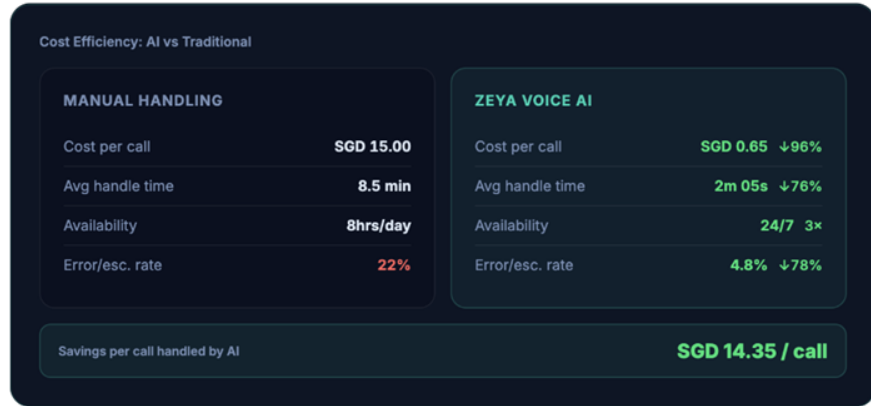 Cost Efficiency: AI vs Traditional
MANUAL HANDLING
Cost per call SGD 15.00
Avg handle time 8.5 min
Availability 8hrs/day
Error/esc. rate 22%
ZEYA VOICE AI
Cost per call SGD 0.65 ↓96%
Avg handle time 2m 05s ↓76%
Availability 24/7 3×
Error/esc. rate 4.8% ↓78%
Savings per call handled by AI SGD 14.35 / call